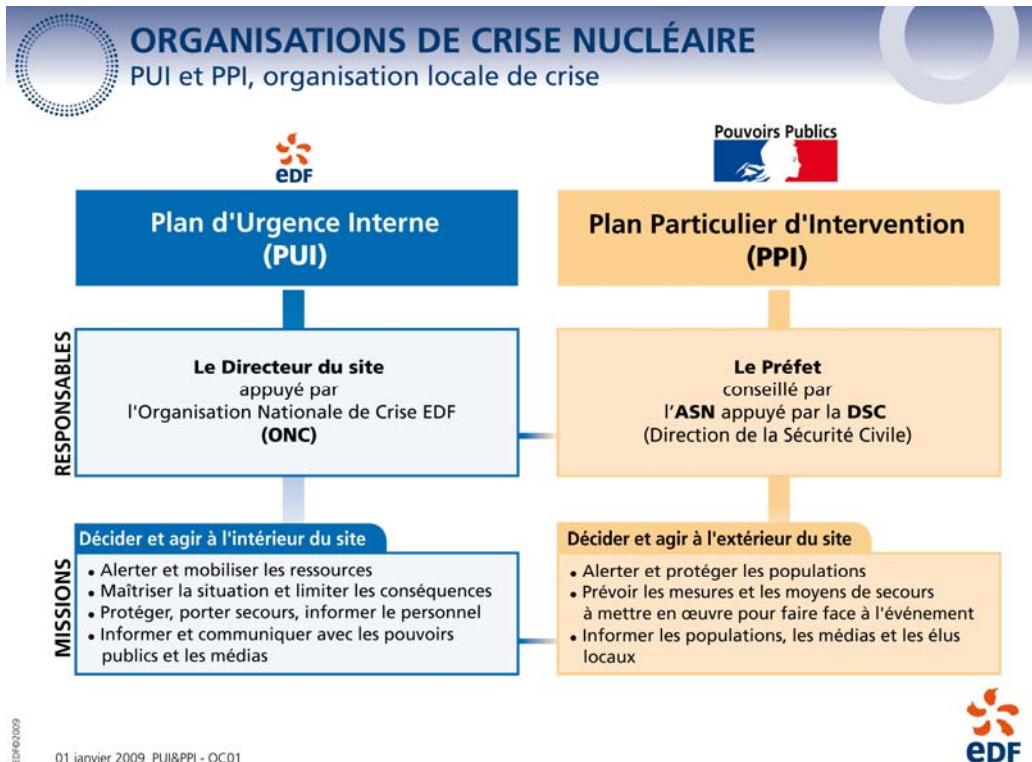 ORGANISATIONS DE CRISE NUCLÉAIRE
PUI et PPI, organisation locale de crise
eDF
Pouvoirs Publics
Plan d'Urgence Interne
(PUI)
Plan Particulier d'Intervention
(PPI)
RESPONSABLES
Le Directeur du site
appuyé par
l'Organisation Nationale de Crise EDF
(ONC)
Le Préfet
conseillé par
l'ASN appuyé par la DSC
(Direction de la Sécurité Civile)
MISSIONS
Décider et agir à l'intérieur du site
• Alerter et mobiliser les ressources
• Maîtriser la situation et limiter les conséquences
• Protéger, porter secours, informer le personnel
• Informer et communiquer avec les pouvoirs
publics et les médias
Décider et agir à l'extérieur du site
• Alerter et protéger les populations
• Prévoir les mesures et les moyens de secours
à mettre en œuvre pour faire face à l'événement
• Informer les populations, les médias et les élus
locaux
EDF©2009
01 janvier 2009 PUI&PPI - OC01
eDF